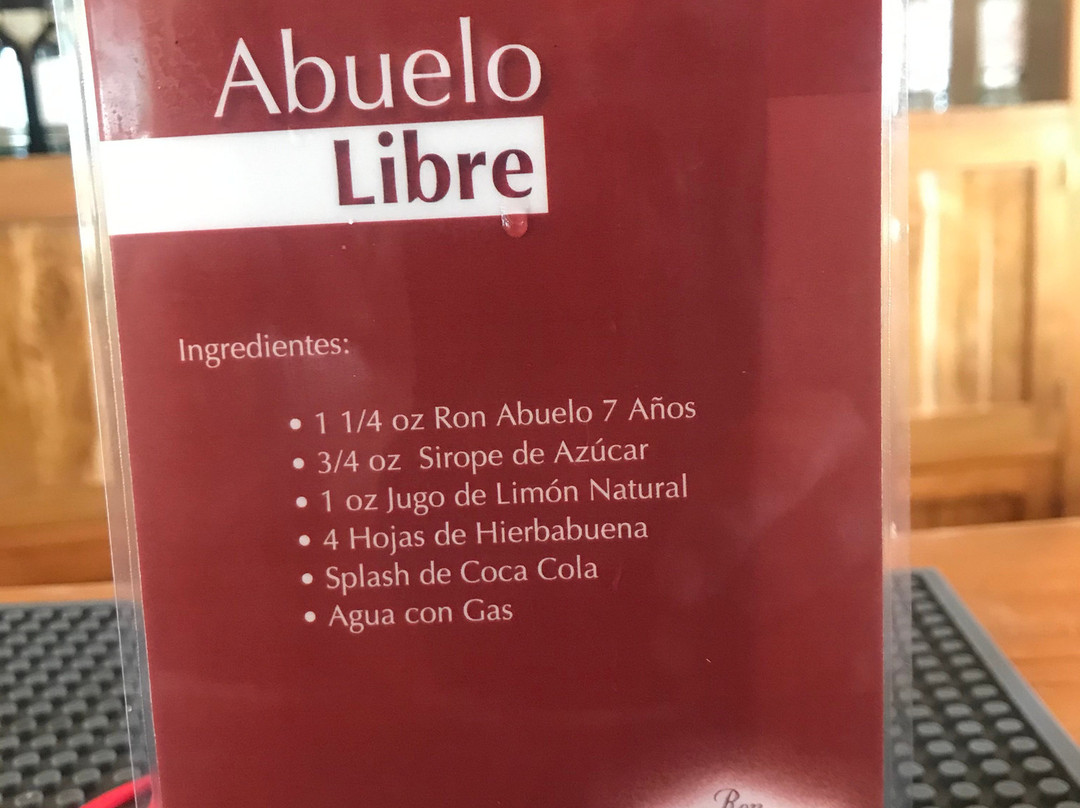 Abuelo
Libre
Ingredientes:
• 1 1/4 oz Ron Abuelo 7 Años
• 3/4 oz Sirope de Azúcar
• 1 oz Jugo de Limón Natural
• 4 Hojas de Hierbabuena
• Splash de Coca Cola
• Agua con Gas
Ron